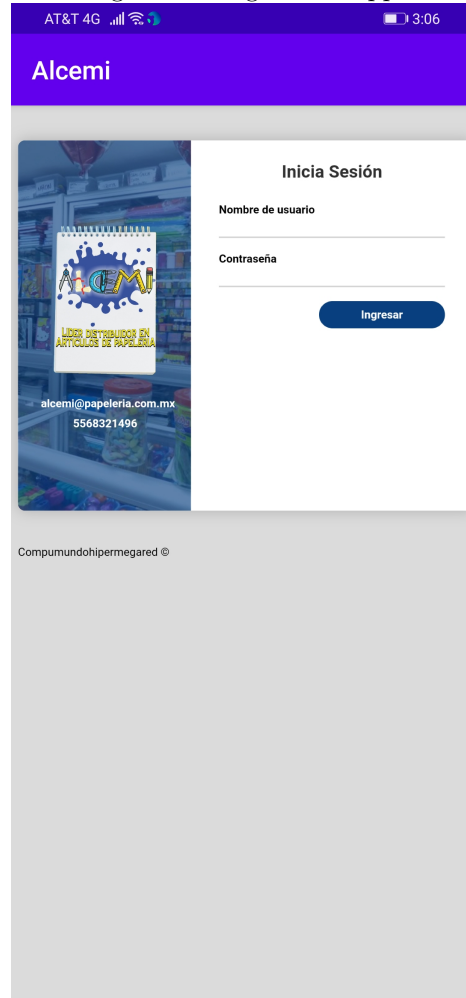 AT&T 4G 3:06
Alcemi
ALCEMI
LIDER DISTRIBUIDOR EN
ARTICULOS DE PAPELERIA
alcemi@papeleria.com.mx
5568321496
Inicia Sesión
Nombre de usuario
Contraseña
Ingresar
Compumundohipermegared ©